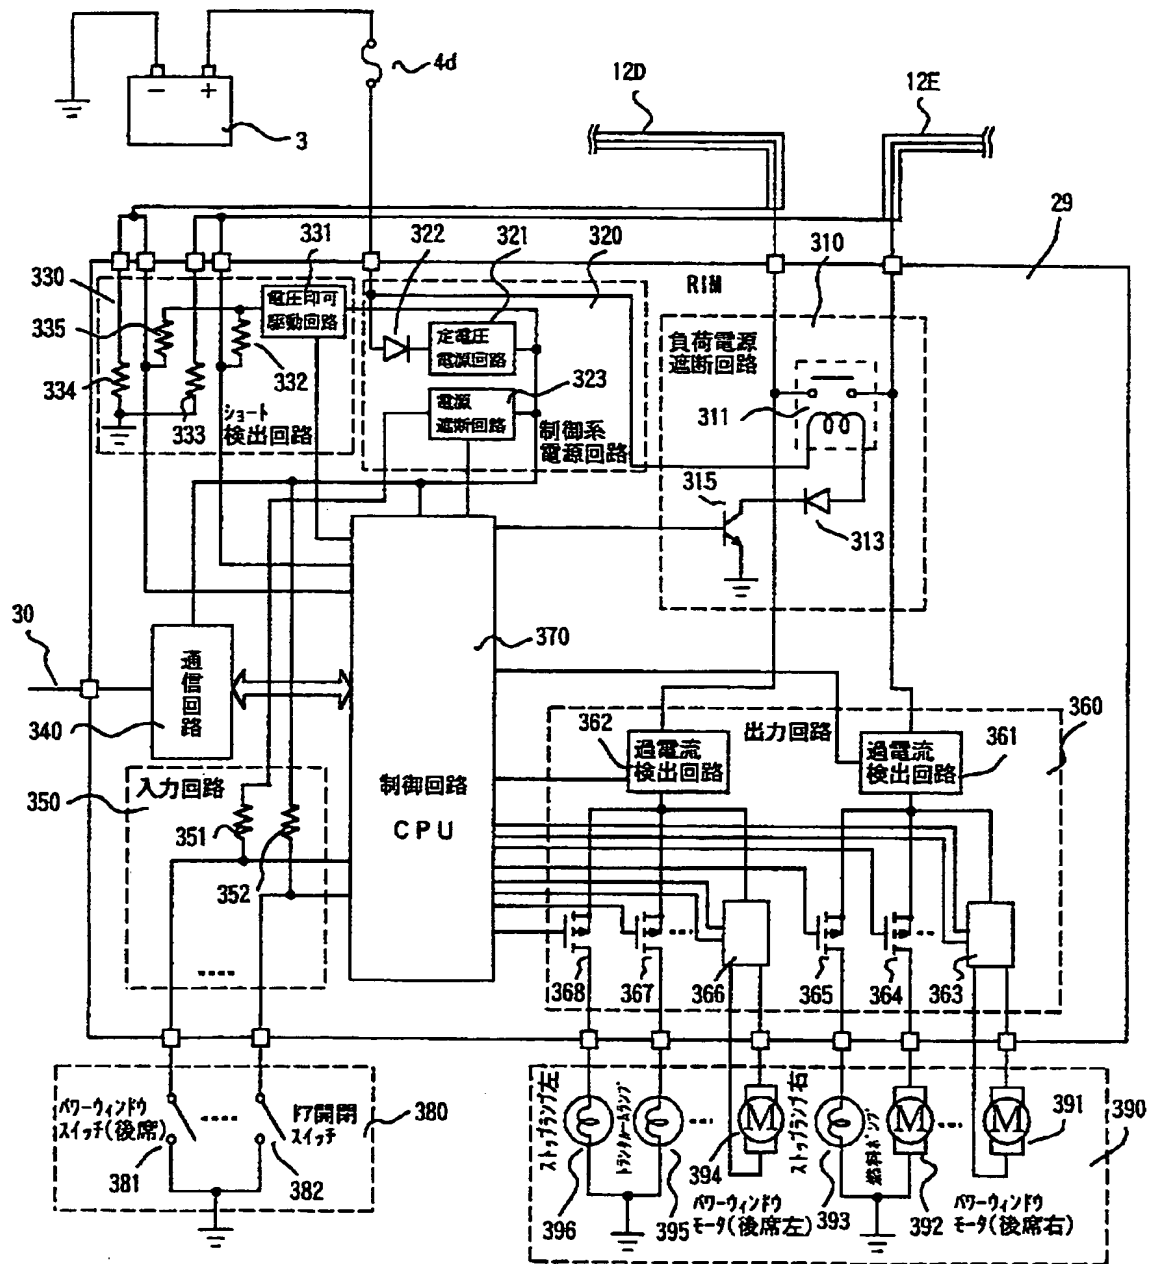 4d
12D
12E
− +
3
29
331
322
321
320
310
330
RIM
電圧印可
駆動回路
335
定電圧
電源回路
負荷電源
遮断回路
334
332
323
電源
遮断回路
311
333
ショート
検出回路
制御系
電源回路
315
313
30
370
通信回路
340
362
出力回路
361
360
過電流
検出回路
過電流
検出回路
入力回路
350
351
制御回路
CPU
352
368
367
366
365
364
363
パワーウィンドウ
スイッチ(後席)
ドア開閉
スイッチ
380
381
382
ストップランプ左
トランクルームランプ
M
ストップランプ右
燃料ポンプ
M
M
391
390
394
396
395
パワーウィンドウ
モータ(後席左)
393
392
パワーウィンドウ
モータ(後席右)